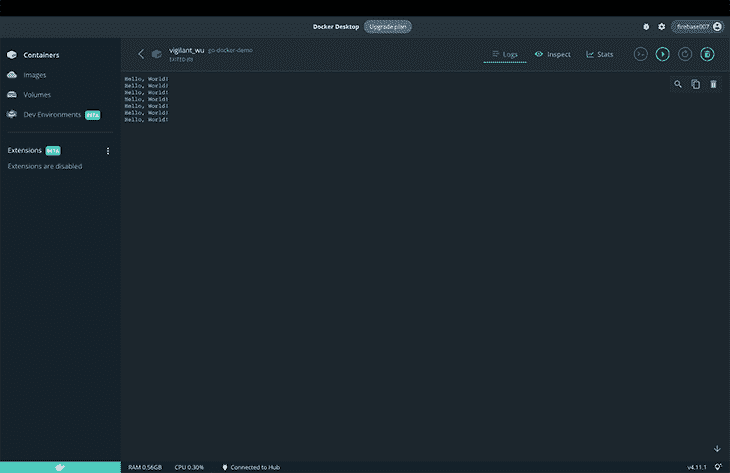 Docker Desktop Upgrade plan firebase007
Containers
Images
Volumes
Dev Environments BETA
Extensions BETA
Extensions are disabled
vigilant_wu go-docker-demo
Logs Inspect Stats
Hello, World!
Hello, World!
Hello, World!
Hello, World!
Hello, World!
Hello, World!
Hello, World!
RAM 0.56GB CPU 0.30% Connected to Hub v4.11.1